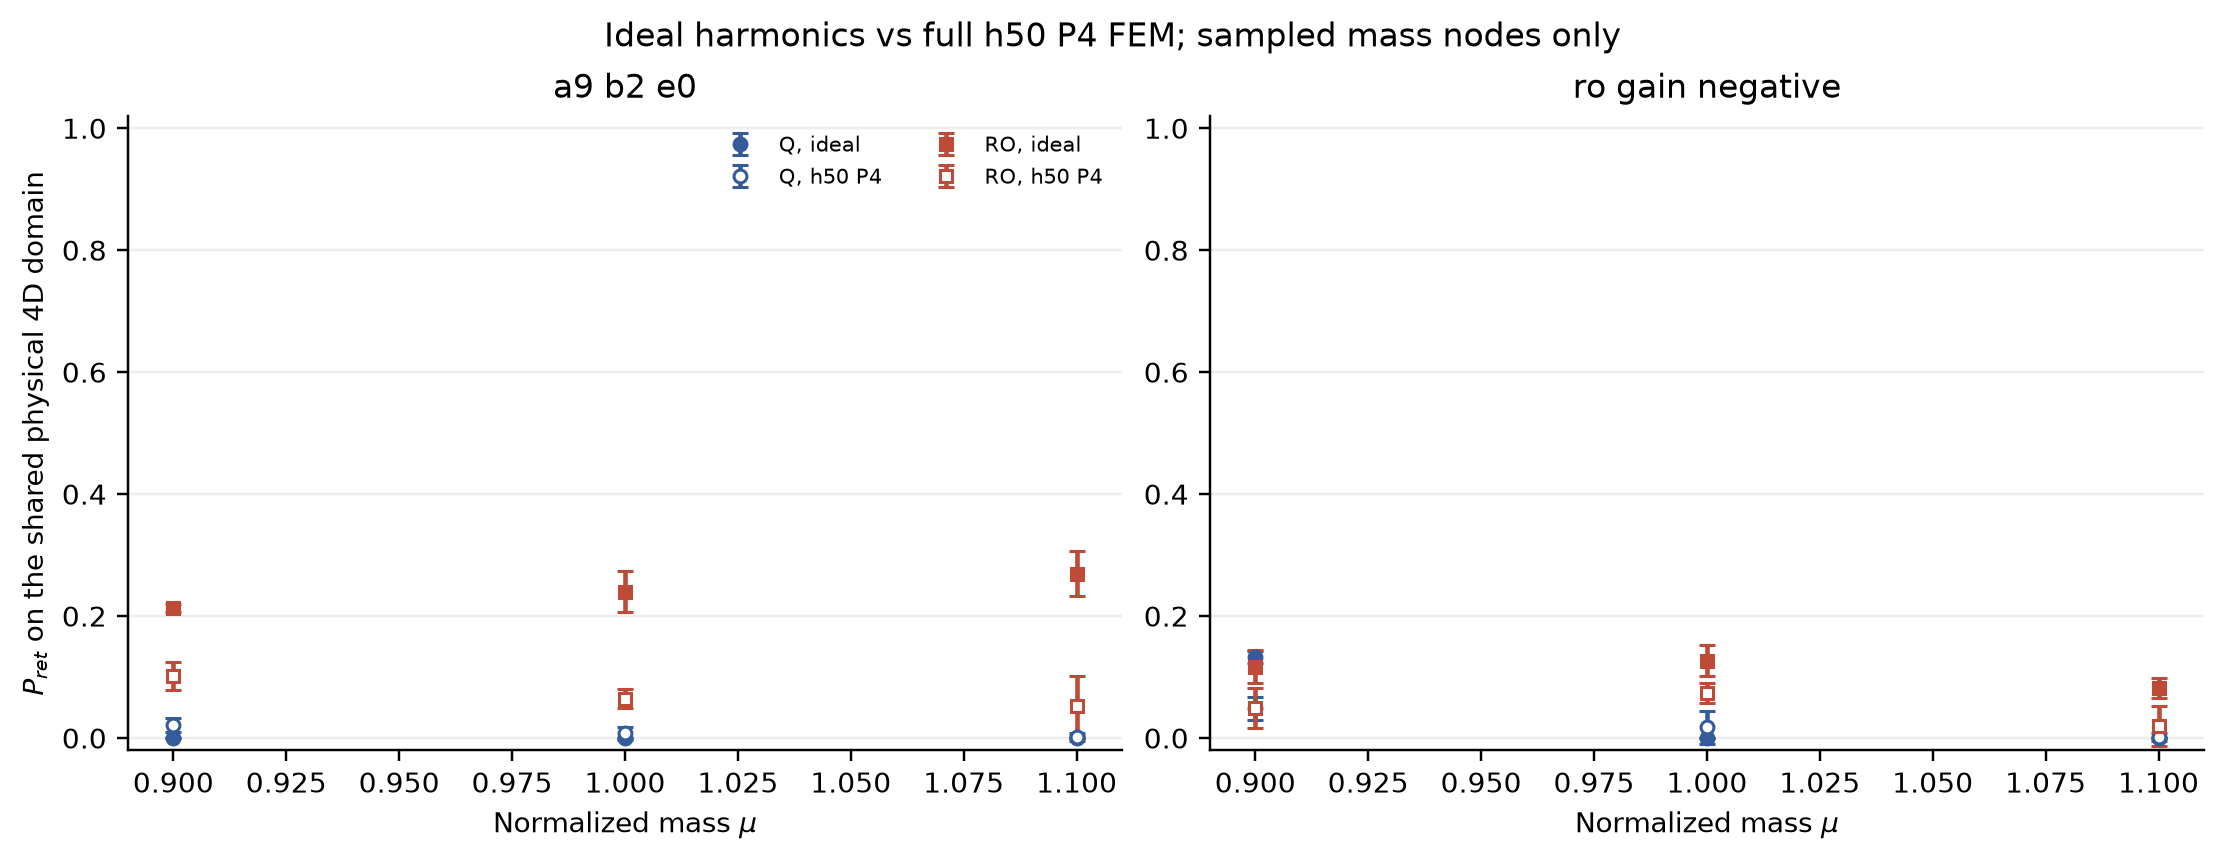 Ideal harmonics vs full h50 P4 FEM; sampled mass nodes only
a9 b2 e0
P_ret on the shared physical 4D domain
1.0
0.8
0.6
0.4
0.2
0.0
Q, ideal
Q, h50 P4
RO, ideal
RO, h50 P4
0.900 0.925 0.950 0.975 1.000 1.025 1.050 1.075 1.100
Normalized mass μ
ro gain negative
1.0
0.8
0.6
0.4
0.2
0.0
0.900 0.925 0.950 0.975 1.000 1.025 1.050 1.075 1.100
Normalized mass μ